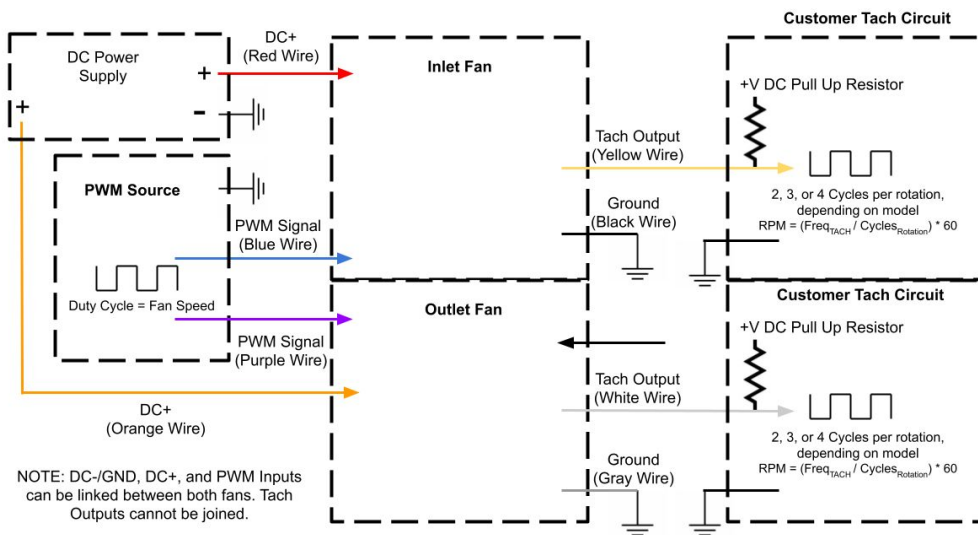 DC Power
Supply
+
-
+
DC+
(Red Wire)
PWM Source
Duty Cycle = Fan Speed
PWM Signal
(Blue Wire)
PWM Signal
(Purple Wire)
DC+
(Orange Wire)
NOTE: DC-/GND, DC+, and PWM Inputs
can be linked between both fans. Tach
Outputs cannot be joined.
Inlet Fan
Tach Output
(Yellow Wire)
Ground
(Black Wire)
Outlet Fan
Tach Output
(White Wire)
Ground
(Gray Wire)
Customer Tach Circuit
+V DC Pull Up Resistor
2, 3, or 4 Cycles per rotation,
depending on model
RPM = (Freq_TACH / Cycles_Rotation) * 60
Customer Tach Circuit
+V DC Pull Up Resistor
2, 3, or 4 Cycles per rotation,
depending on model
RPM = (Freq_TACH / Cycles_Rotation) * 60